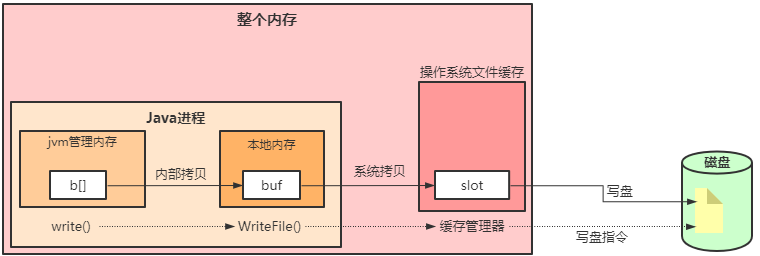 整个内存
操作系统文件缓存
Java进程
jvm管理内存
本地内存
磁盘
b[]
内部拷贝
buf
系统拷贝
slot
写盘
write()
WriteFile()
缓存管理器
写盘指令